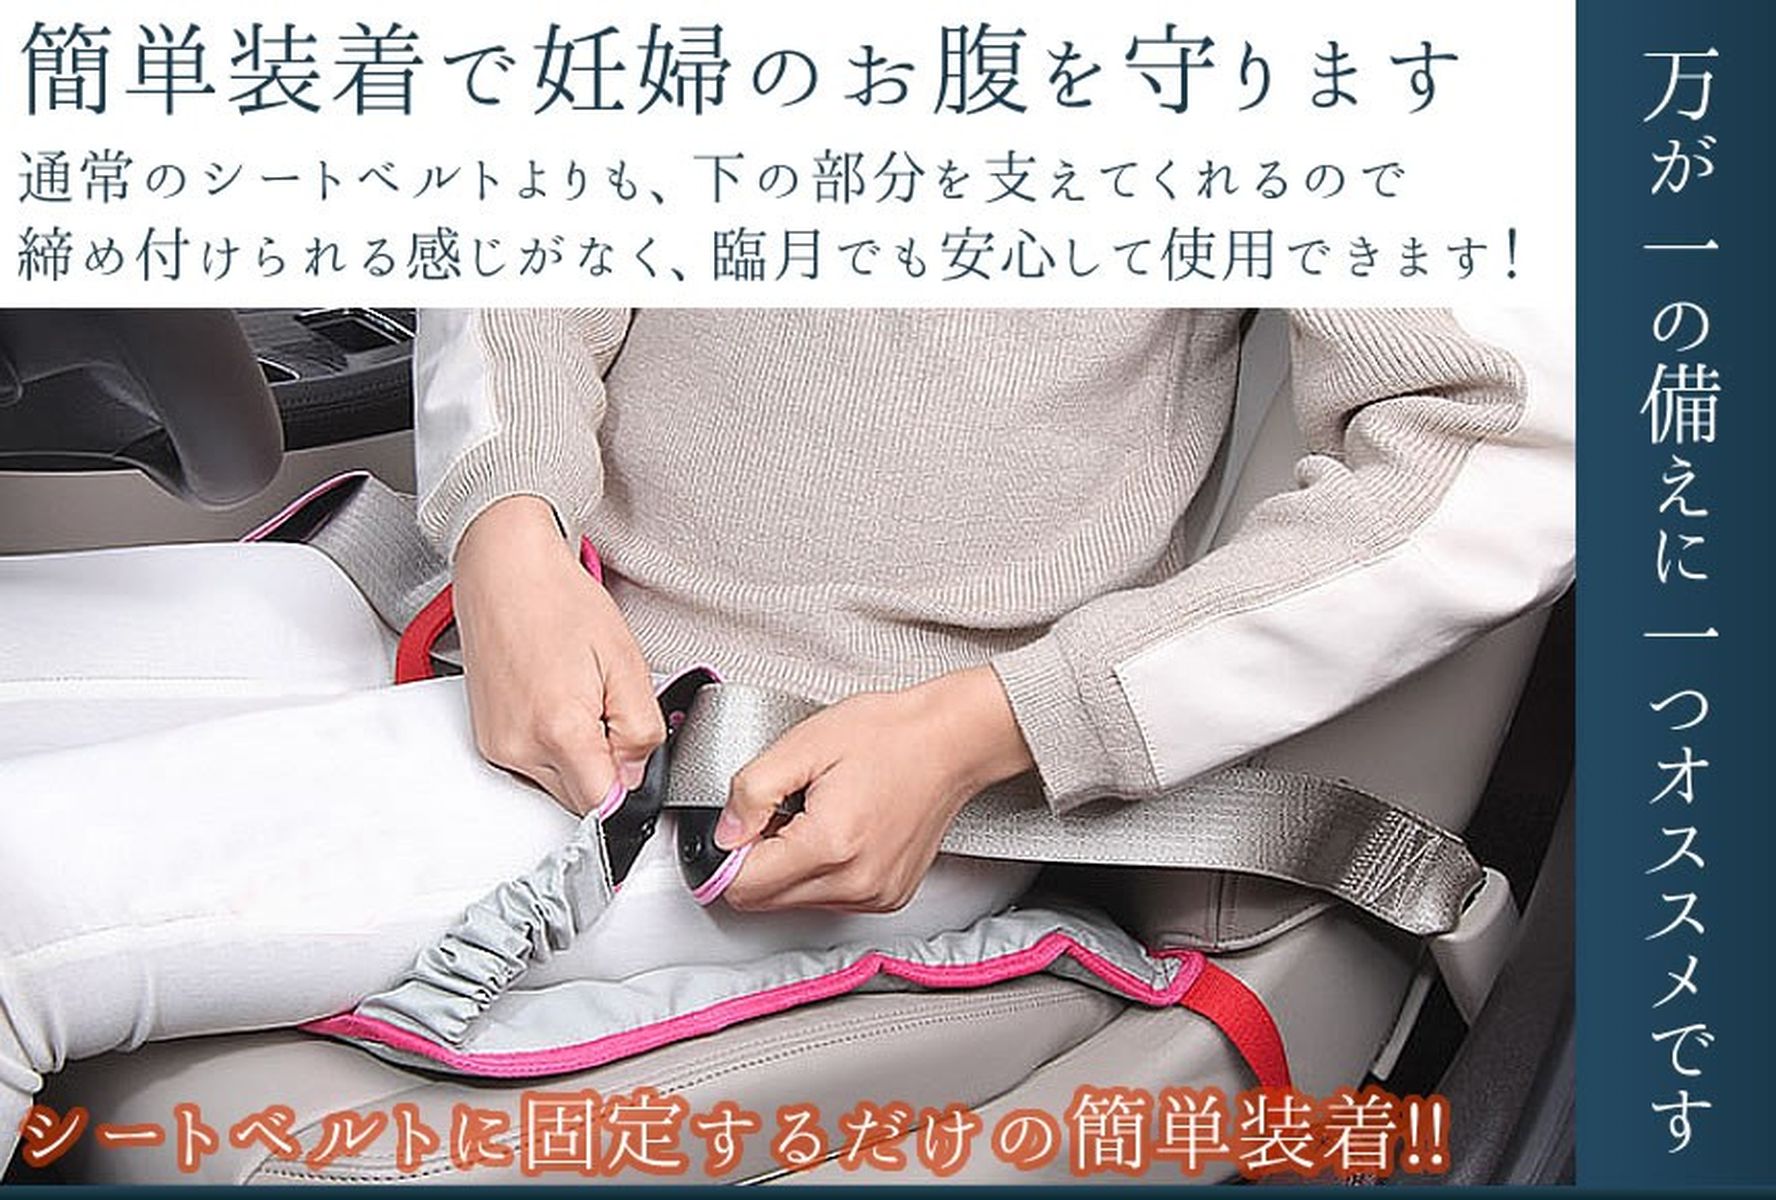 簡単装着で妊婦のお腹を守ります
通常のシートベルトよりも、下の部分を支えてくれるので
締め付けられる感じがなく、臨月でも安心して使用できます！
万が一の備えに一つオススメです
シートベルトに固定するだけの簡単装着!!